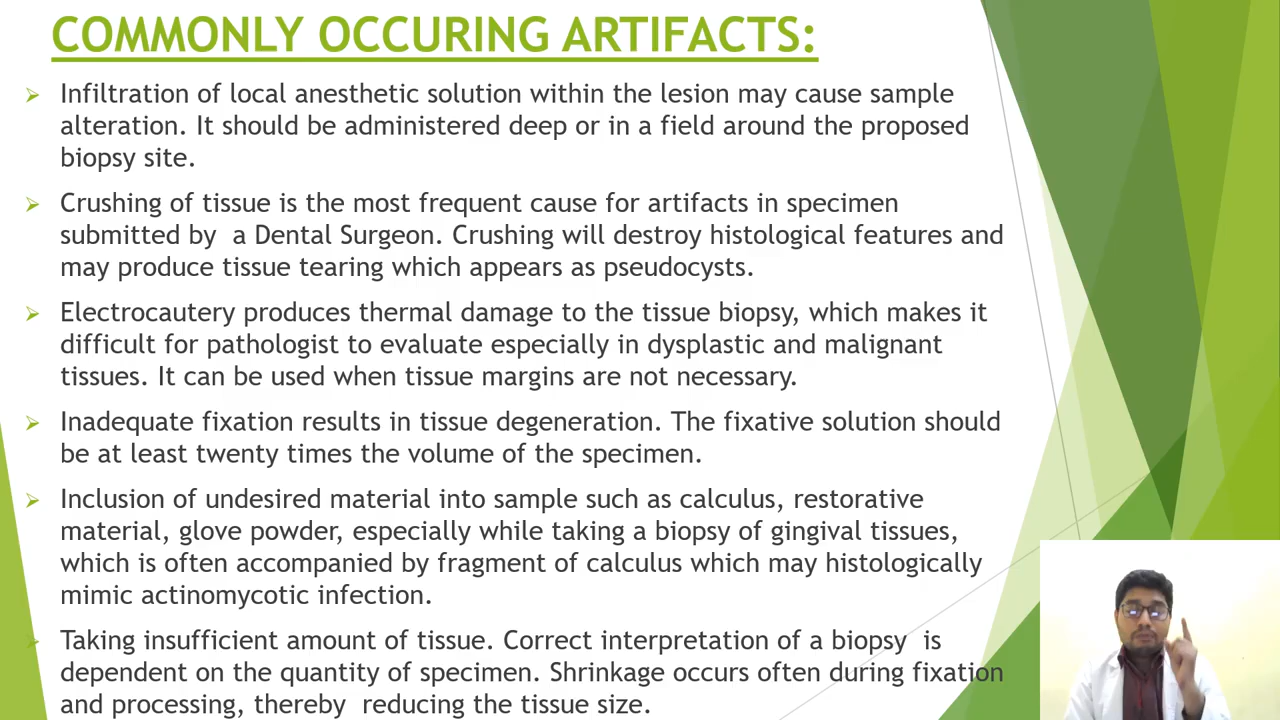 COMMONLY OCCURING ARTIFACTS:
Infiltration of local anesthetic solution within the lesion may cause sample
alteration. It should be administered deep or in a field around the proposed
biopsy site.
Crushing of tissue is the most frequent cause for artifacts in specimen
submitted by a Dental Surgeon. Crushing will destroy histological features and
may produce tissue tearing which appears as pseudocysts.
Electrocautery produces thermal damage to the tissue biopsy, which makes it
difficult for pathologist to evaluate especially in dysplastic and malignant
tissues. It can be used when tissue margins are not necessary.
Inadequate fixation results in tissue degeneration. The fixative solution should
be at least twenty times the volume of the specimen.
Inclusion of undesired material into sample such as calculus, restorative
material, glove powder, especially while taking a biopsy of gingival tissues,
which is often accompanied by fragment of calculus which may histologically
mimic actinomycotic infection.
Taking insufficient amount of tissue. Correct interpretation of a biopsy is
dependent on the quantity of specimen. Shrinkage occurs often during fixation
and processing, thereby reducing the tissue size.